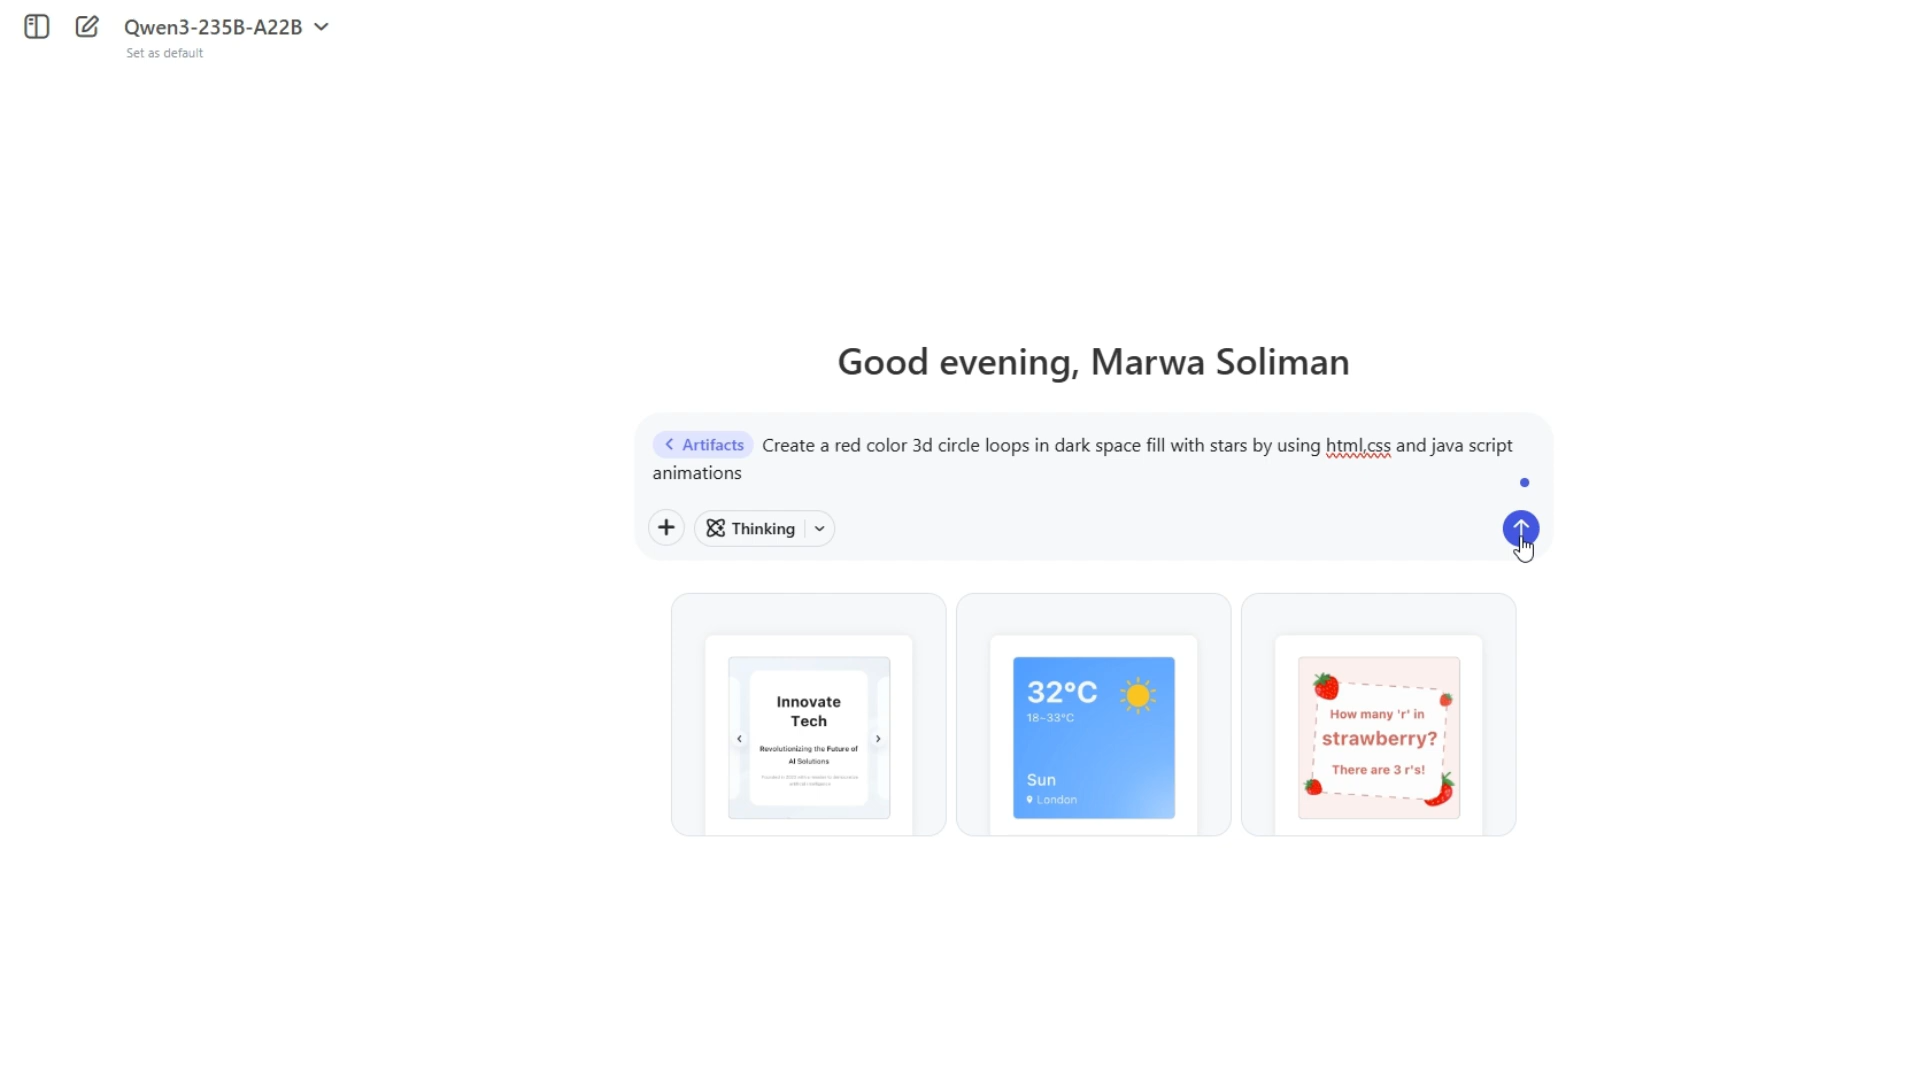 Qwen3-235B-A22B
Set as default
Good evening, Marwa Soliman
Artifacts Create a red color 3d circle loops in dark space fill with stars by using html,css and java script
animations
Thinking
Innovate
Tech
Revolutionizing the Future of
AI Solutions
32°C
18~33°C
Sun
London
How many 'r' in
strawberry?
There are 3 r's!